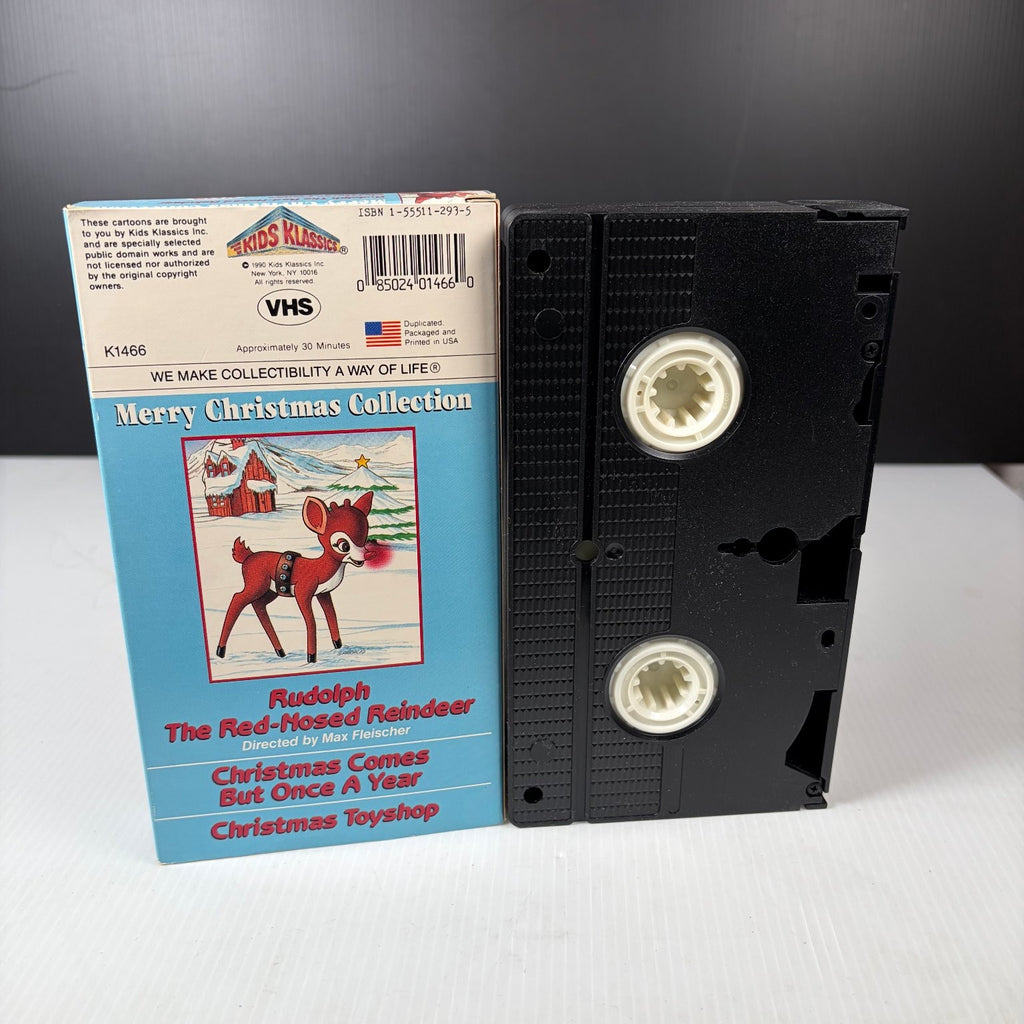 These cartoons are brought
to you by Kids Klassics Inc.
and are specially selected
public domain works and are
not licensed nor authorized
by the original copyright
owners.
KIDS KLASSICS®
© 1990 Kids Klassics Inc
New York, NY 10016
All rights reserved.
VHS
ISBN 1-55511-293-5
0 85024 01466 0
Duplicated,
Packaged and
Printed in USA
K1466
Approximately 30 Minutes
WE MAKE COLLECTIBILITY A WAY OF LIFE®
Merry Christmas Collection
Rudolph
The Red-Nosed Reindeer
Directed by Max Fleischer
Christmas Comes
But Once A Year
Christmas Toyshop